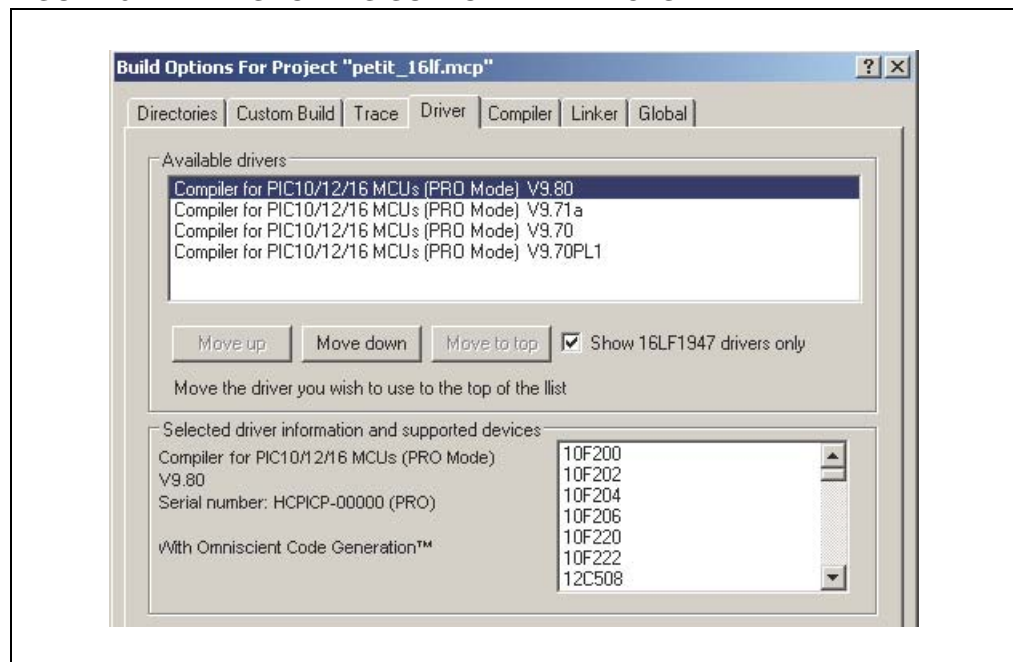 Build Options For Project "petit_16lf.mcp"
Directories Custom Build Trace Driver Compiler Linker Global
Available drivers
Compiler for PIC10/12/16 MCUs (PRO Mode) V9.80
Compiler for PIC10/12/16 MCUs (PRO Mode) V9.71a
Compiler for PIC10/12/16 MCUs (PRO Mode) V9.70
Compiler for PIC10/12/16 MCUs (PRO Mode) V9.70PL1
Move up Move down Move to top Show 16LF1947 drivers only
Move the driver you wish to use to the top of the llist
Selected driver information and supported devices
Compiler for PIC10/12/16 MCUs (PRO Mode)
V9.80
Serial number: HCPICP-00000 (PRO)
With Omniscient Code Generation™
10F200
10F202
10F204
10F206
10F220
10F222
12C508